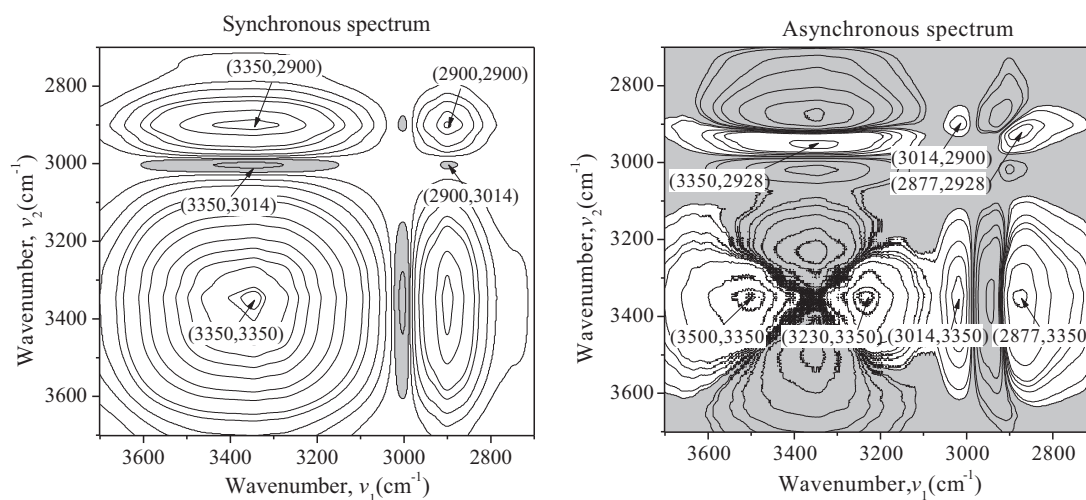 Synchronous spectrum
2800
3000
3200
3400
3600
Wavenumber, ν₂(cm⁻¹)
(3350,2900)
(2900,2900)
(3350,3014)
(2900,3014)
(3350,3350)
3600 3400 3200 3000 2800
Wavenumber, ν₁(cm⁻¹)
Asynchronous spectrum
2800
3000
3200
3400
3600
Wavenumber,ν₂(cm⁻¹)
(3014,2900)
(3350,2928)
(2877,2928)
(3500,3350)
(3230,3350)
(3014,3350)
(2877,3350)
3600 3400 3200 3000 2800
Wavenumber,ν₁(cm⁻¹)